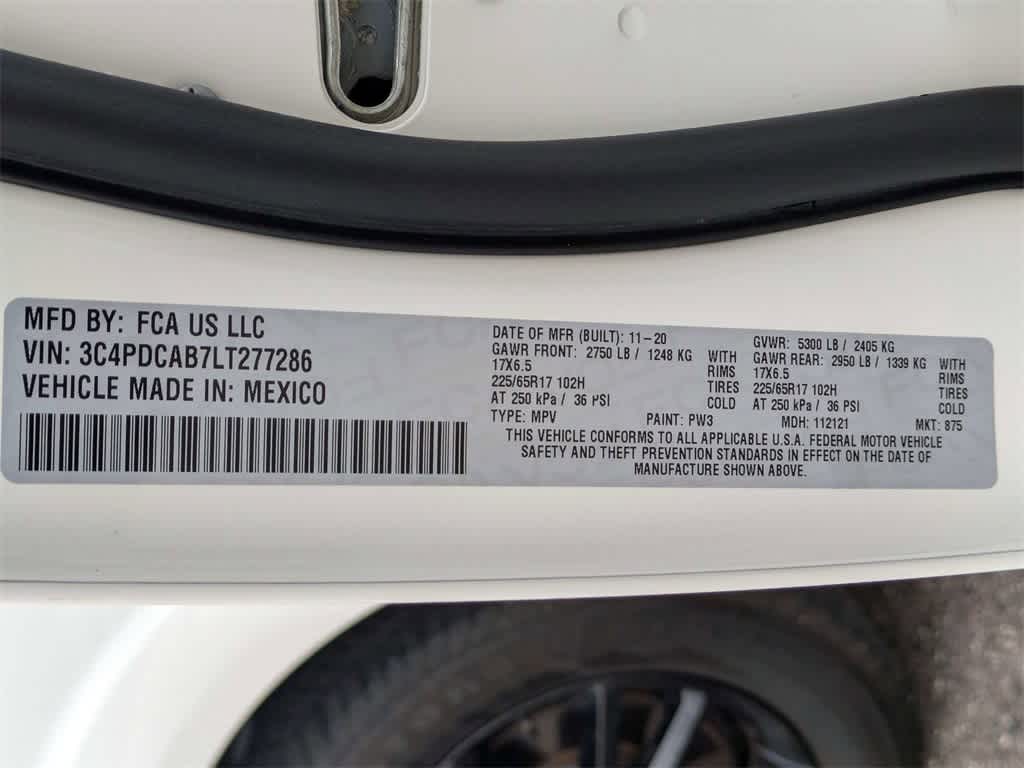 MFD BY: FCA US LLC
VIN: 3C4PDCAB7LT277286
VEHICLE MADE IN: MEXICO
DATE OF MFR (BUILT): 11-20
GAWR FRONT: 2750 LB / 1248 KG WITH
17X6.5 RIMS
225/65R17 102H TIRES
AT 250 kPa / 36 PSI COLD
TYPE: MPV PAINT: PW3
GVWR: 5300 LB / 2405 KG
GAWR REAR: 2950 LB / 1339 KG WITH
17X6.5 RIMS
225/65R17 102H TIRES
AT 250 kPa / 36 PSI COLD
MDH: 112121 MKT: 875
THIS VEHICLE CONFORMS TO ALL APPLICABLE U.S.A. FEDERAL MOTOR VEHICLE
SAFETY AND THEFT PREVENTION STANDARDS IN EFFECT ON THE DATE OF
MANUFACTURE SHOWN ABOVE.